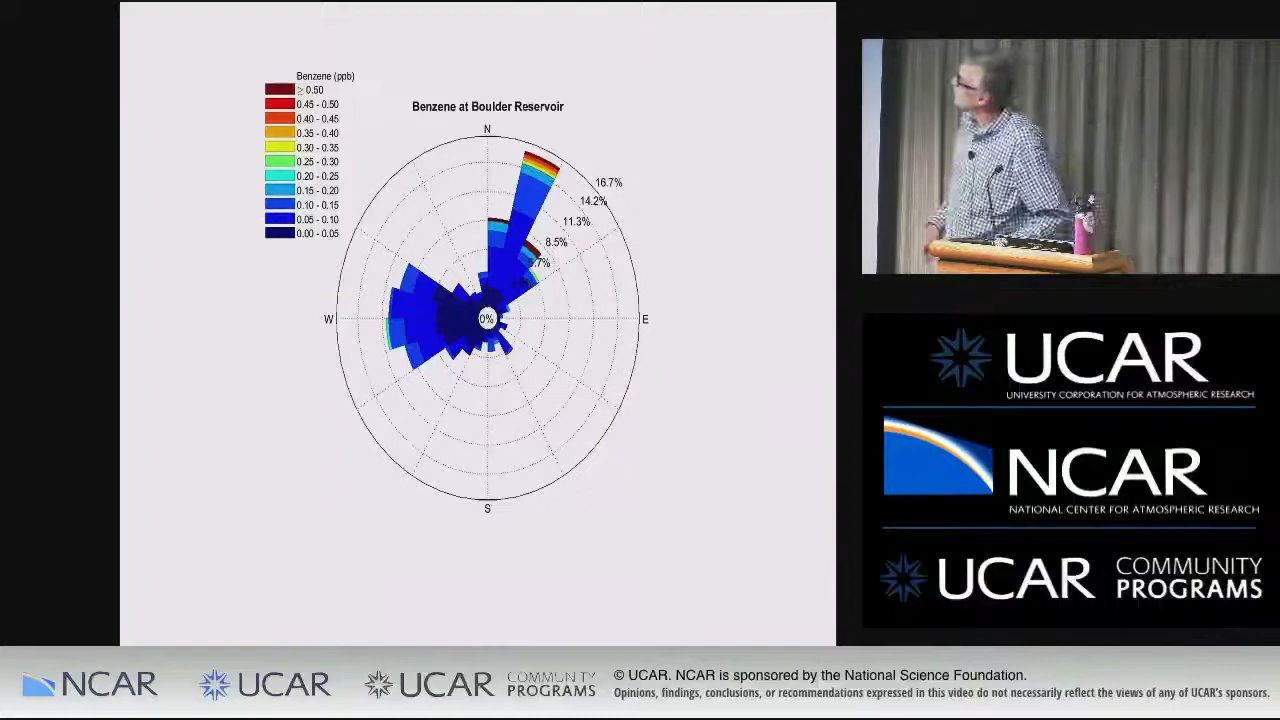 Benzene (ppb)
≥ 0.50
0.45 - 0.50
0.40 - 0.45
0.35 - 0.40
0.30 - 0.35
0.25 - 0.30
0.20 - 0.25
0.15 - 0.20
0.10 - 0.15
0.05 - 0.10
0.00 - 0.05
Benzene at Boulder Reservoir
N
16.7%
14.2%
11.3%
8.5%
W
0%
E
S
UCAR
UNIVERSITY CORPORATION FOR ATMOSPHERIC RESEARCH
NCAR
NATIONAL CENTER FOR ATMOSPHERIC RESEARCH
UCAR COMMUNITY PROGRAMS
NCAR
UCAR
UCAR COMMUNITY PROGRAMS
© UCAR. NCAR is sponsored by the National Science Foundation.
Opinions, findings, conclusions, or recommendations expressed in this video do not necessarily reflect the views of any of UCAR's sponsors.